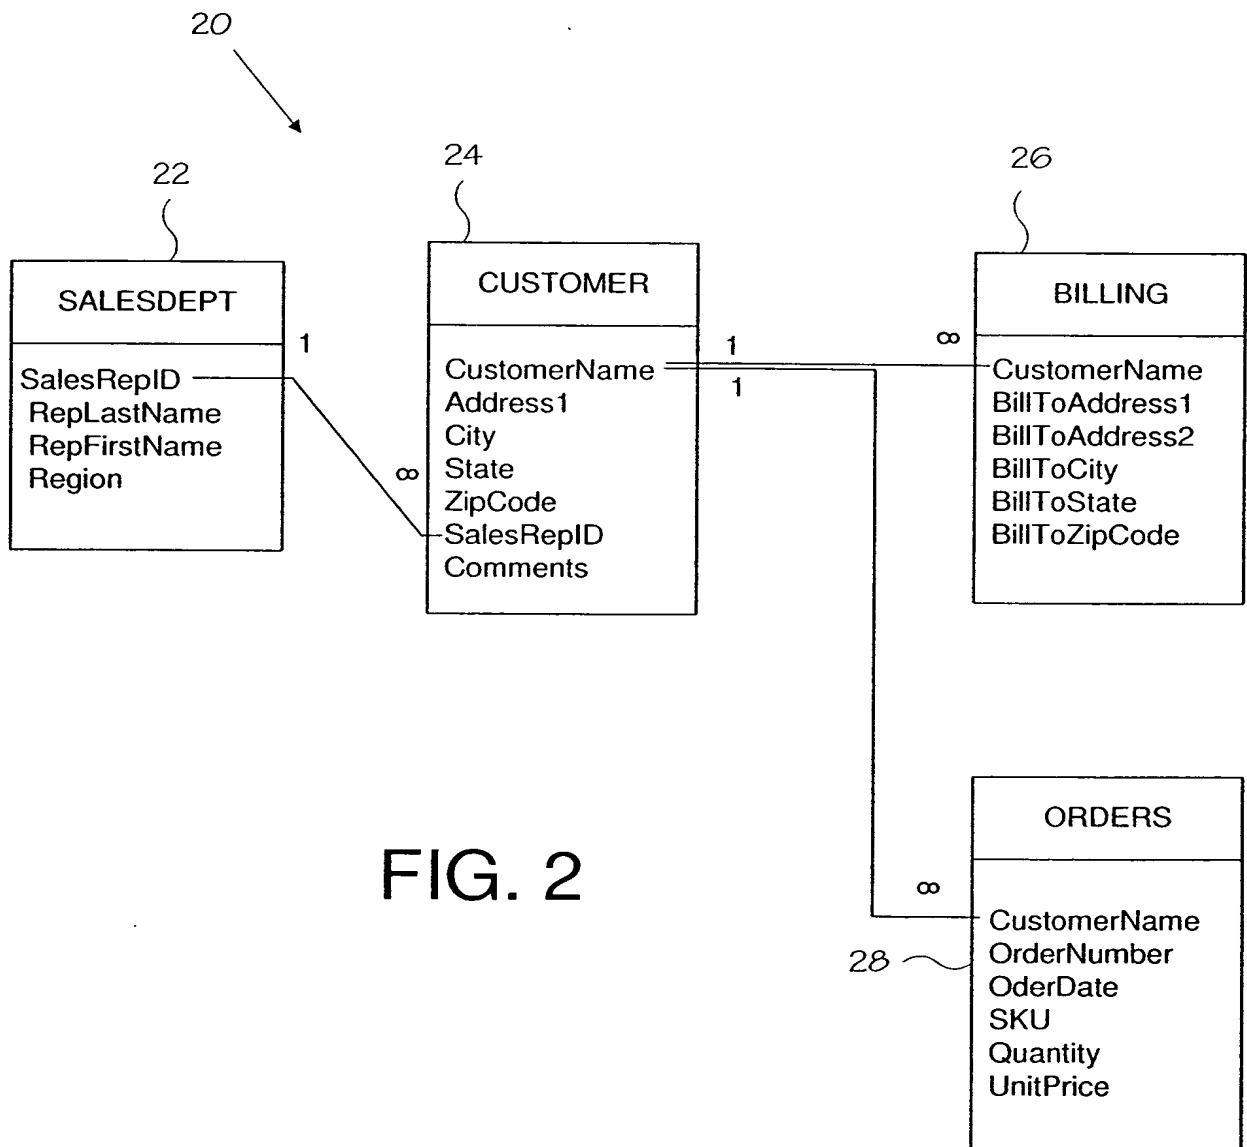 20
22
SALESDEPT
1
SalesRepID
RepLastName
RepFirstName
Region
24
CUSTOMER
CustomerName
Address1
City
State
ZipCode
SalesRepID
Comments
∞
1
1
26
BILLING
∞
CustomerName
BillToAddress1
BillToAddress2
BillToCity
BillToState
BillToZipCode
FIG. 2
28
ORDERS
∞
CustomerName
OrderNumber
OderDate
SKU
Quantity
UnitPrice